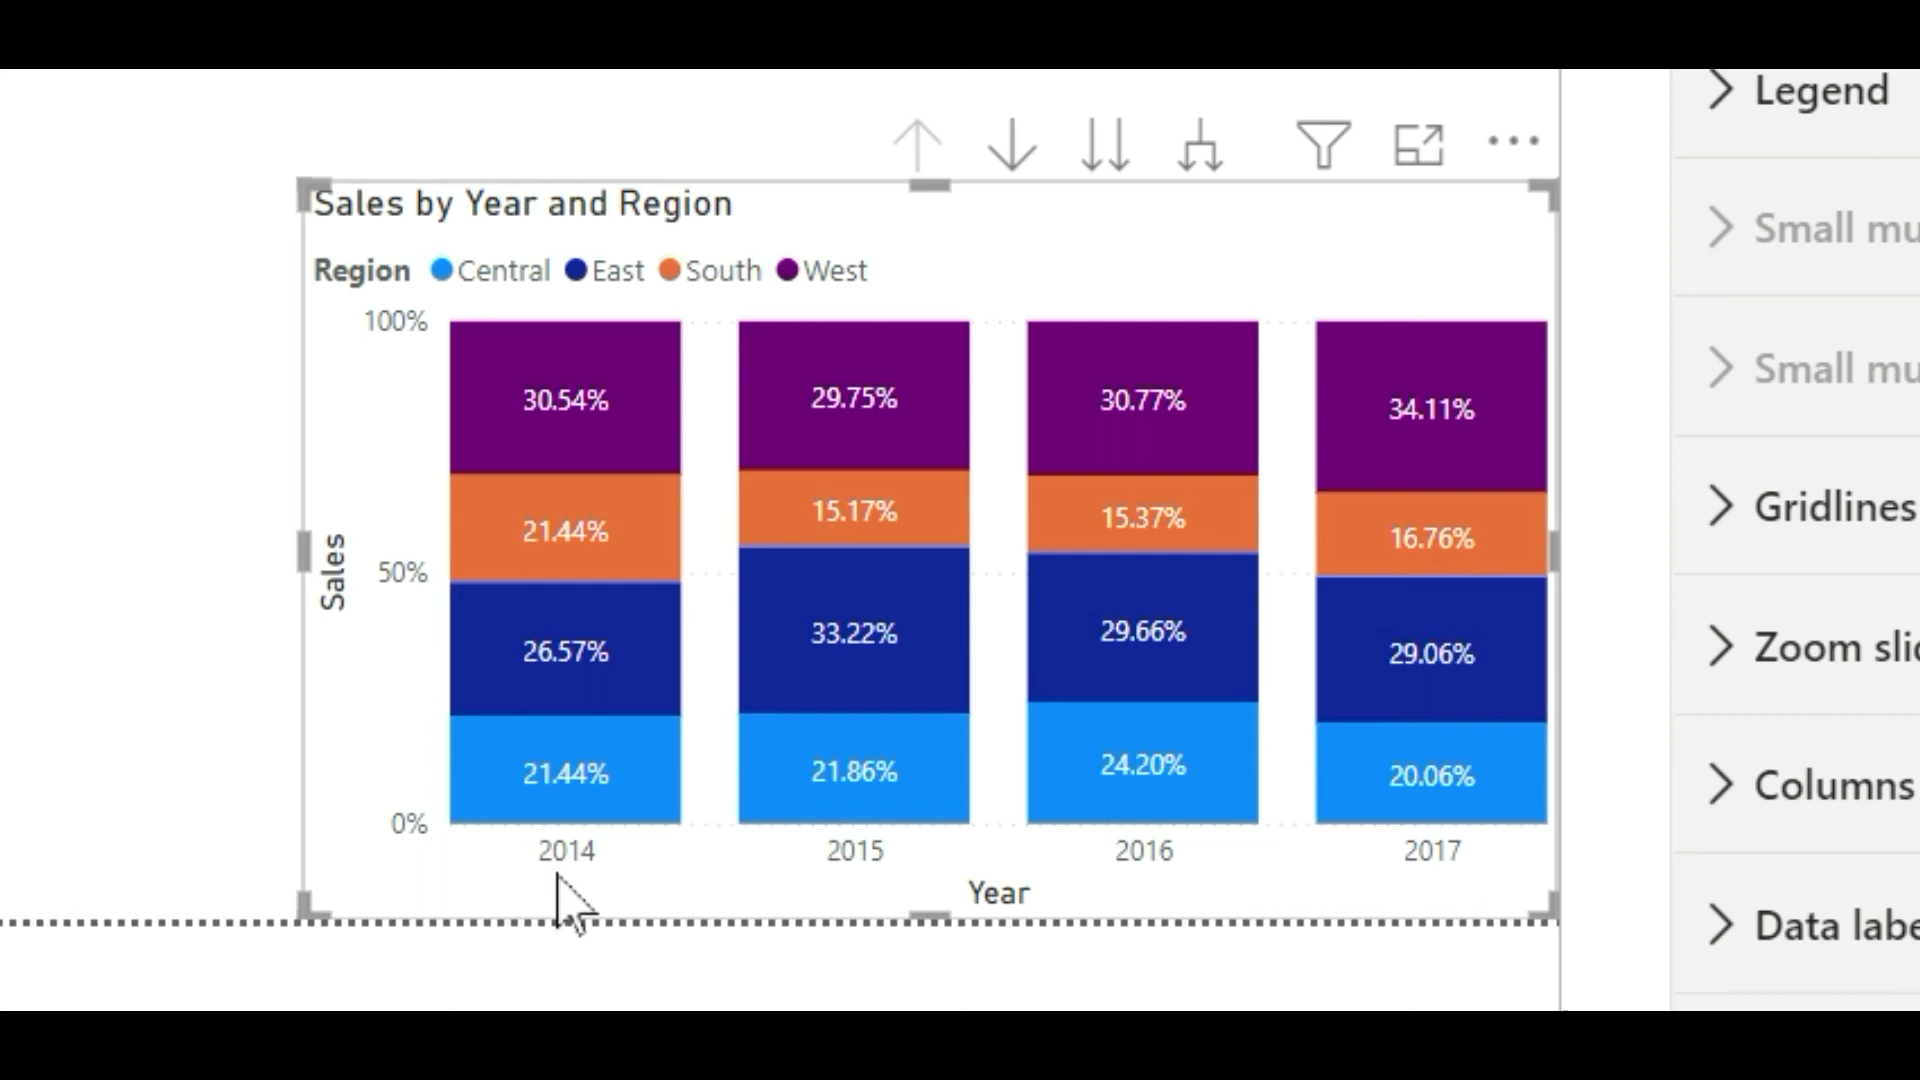 Legend
Small mu
Small mu
Gridlines
Zoom slic
Columns
Data labe
Sales by Year and Region
Region Central East South West
100%
50%
0%
Sales
30.54% 29.75% 30.77% 34.11%
21.44% 15.17% 15.37% 16.76%
26.57% 33.22% 29.66% 29.06%
21.44% 21.86% 24.20% 20.06%
2014 2015 2016 2017
Year